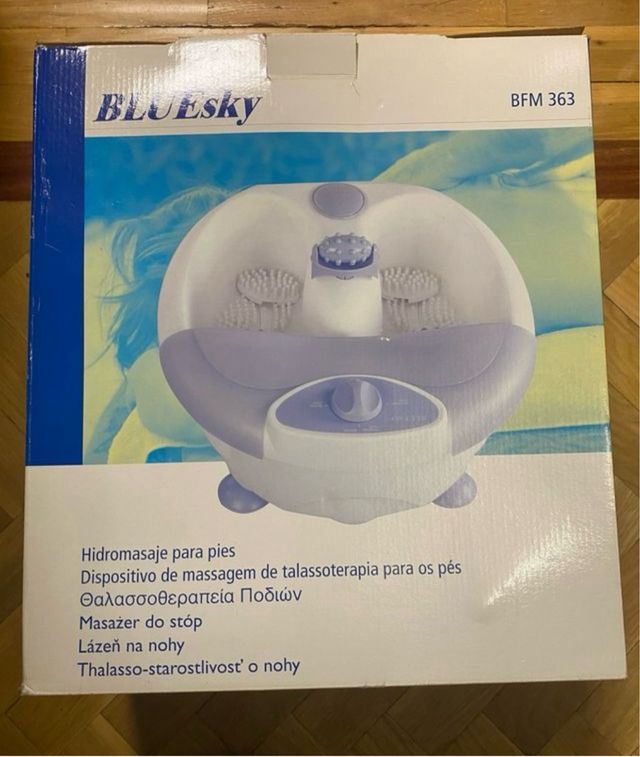 BLUEsky
BFM 363
Hidromasaje para pies
Dispositivo de massagem de talassoterapia para os pés
Θαλασσοθεραπεία Ποδιών
Masażer do stóp
Lázeň na nohy
Thalasso-starostlivosť o nohy